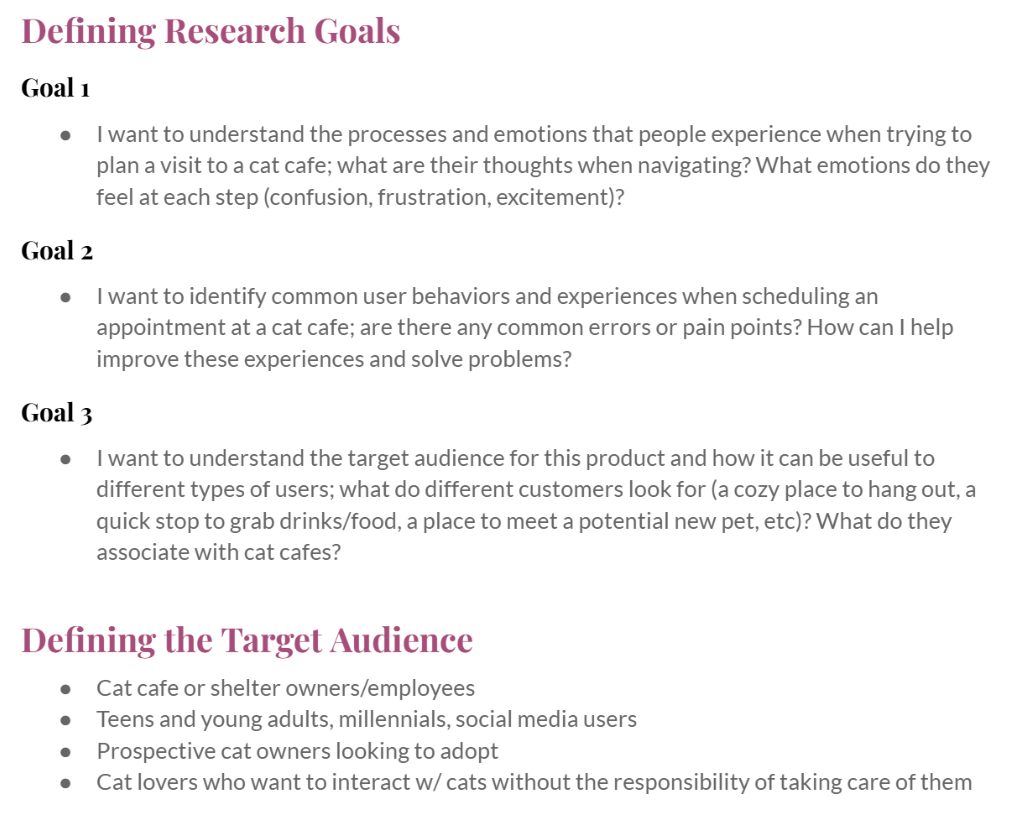 Defining Research Goals
Goal 1
● I want to understand the processes and emotions that people experience when trying to
plan a visit to a cat cafe; what are their thoughts when navigating? What emotions do they
feel at each step (confusion, frustration, excitement)?
Goal 2
● I want to identify common user behaviors and experiences when scheduling an
appointment at a cat cafe; are there any common errors or pain points? How can I help
improve these experiences and solve problems?
Goal 3
● I want to understand the target audience for this product and how it can be useful to
different types of users; what do different customers look for (a cozy place to hang out, a
quick stop to grab drinks/food, a place to meet a potential new pet, etc)? What do they
associate with cat cafes?
Defining the Target Audience
● Cat cafe or shelter owners/employees
● Teens and young adults, millennials, social media users
● Prospective cat owners looking to adopt
● Cat lovers who want to interact w/ cats without the responsibility of taking care of them